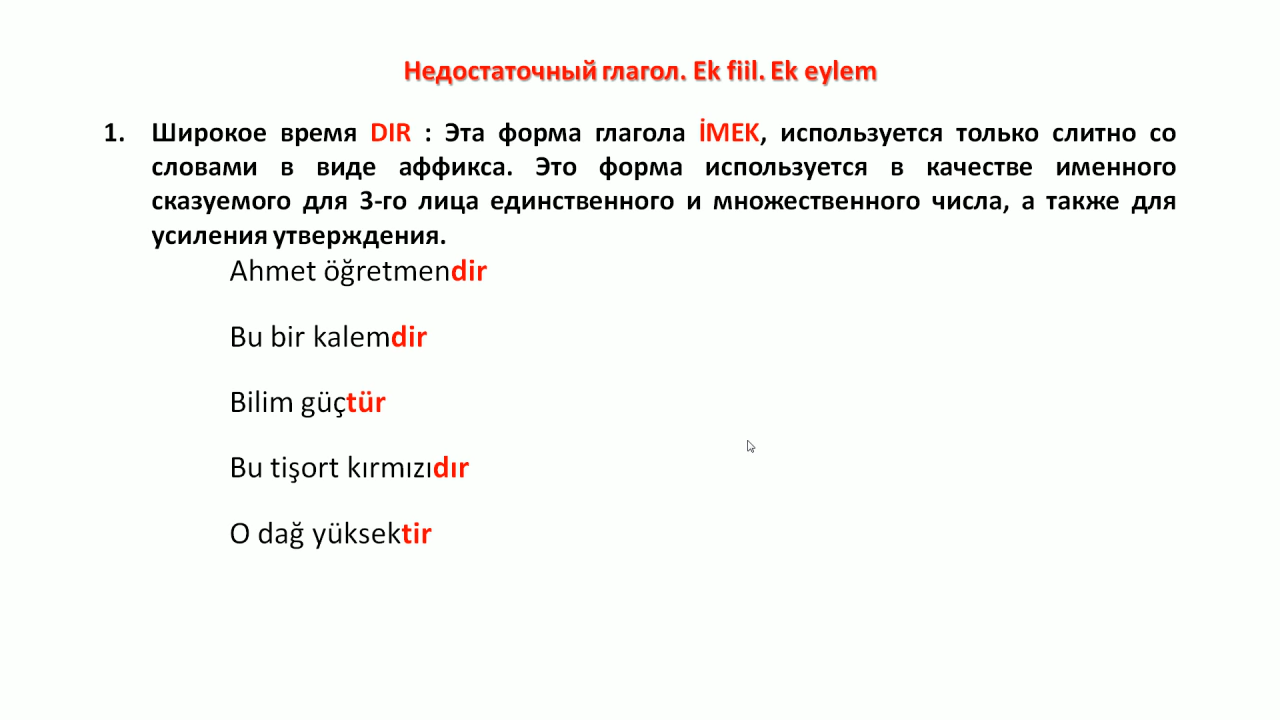 Недостаточный глагол. Ek fiil. Ek eylem
1. Широкое время DIR : Эта форма глагола İMEK, используется только слитно со
словами в виде аффикса. Это форма используется в качестве именного
сказуемого для 3-го лица единственного и множественного числа, а также для
усиления утверждения.
Ahmet öğretmendir
Bu bir kalemdir
Bilim güçtür
Bu tişort kırmızıdır
O dağ yüksektir